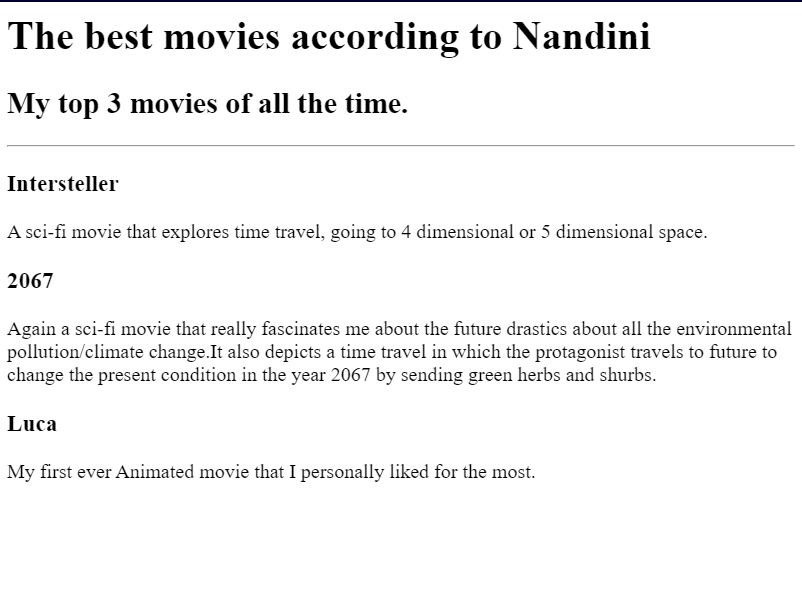 The best movies according to Nandini
My top 3 movies of all the time.
Intersteller
A sci-fi movie that explores time travel, going to 4 dimensional or 5 dimensional space.
2067
Again a sci-fi movie that really fascinates me about the future drastics about all the environmental
pollution/climate change.It also depicts a time travel in which the protagonist travels to future to
change the present condition in the year 2067 by sending green herbs and shurbs.
Luca
My first ever Animated movie that I personally liked for the most.